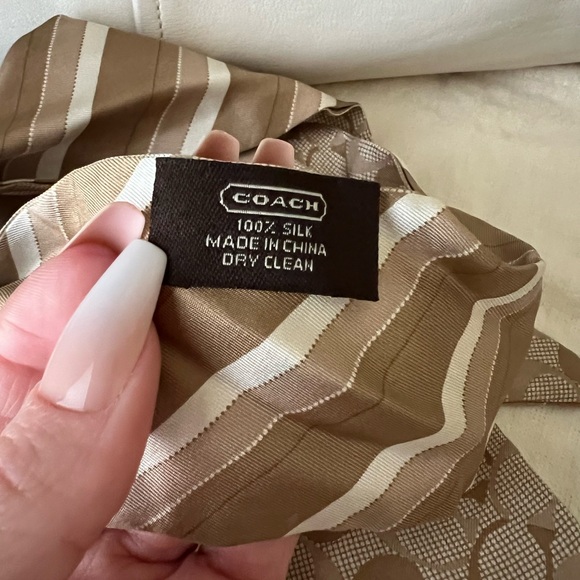 COACH
100% SILK
MADE IN CHINA
DRY CLEAN